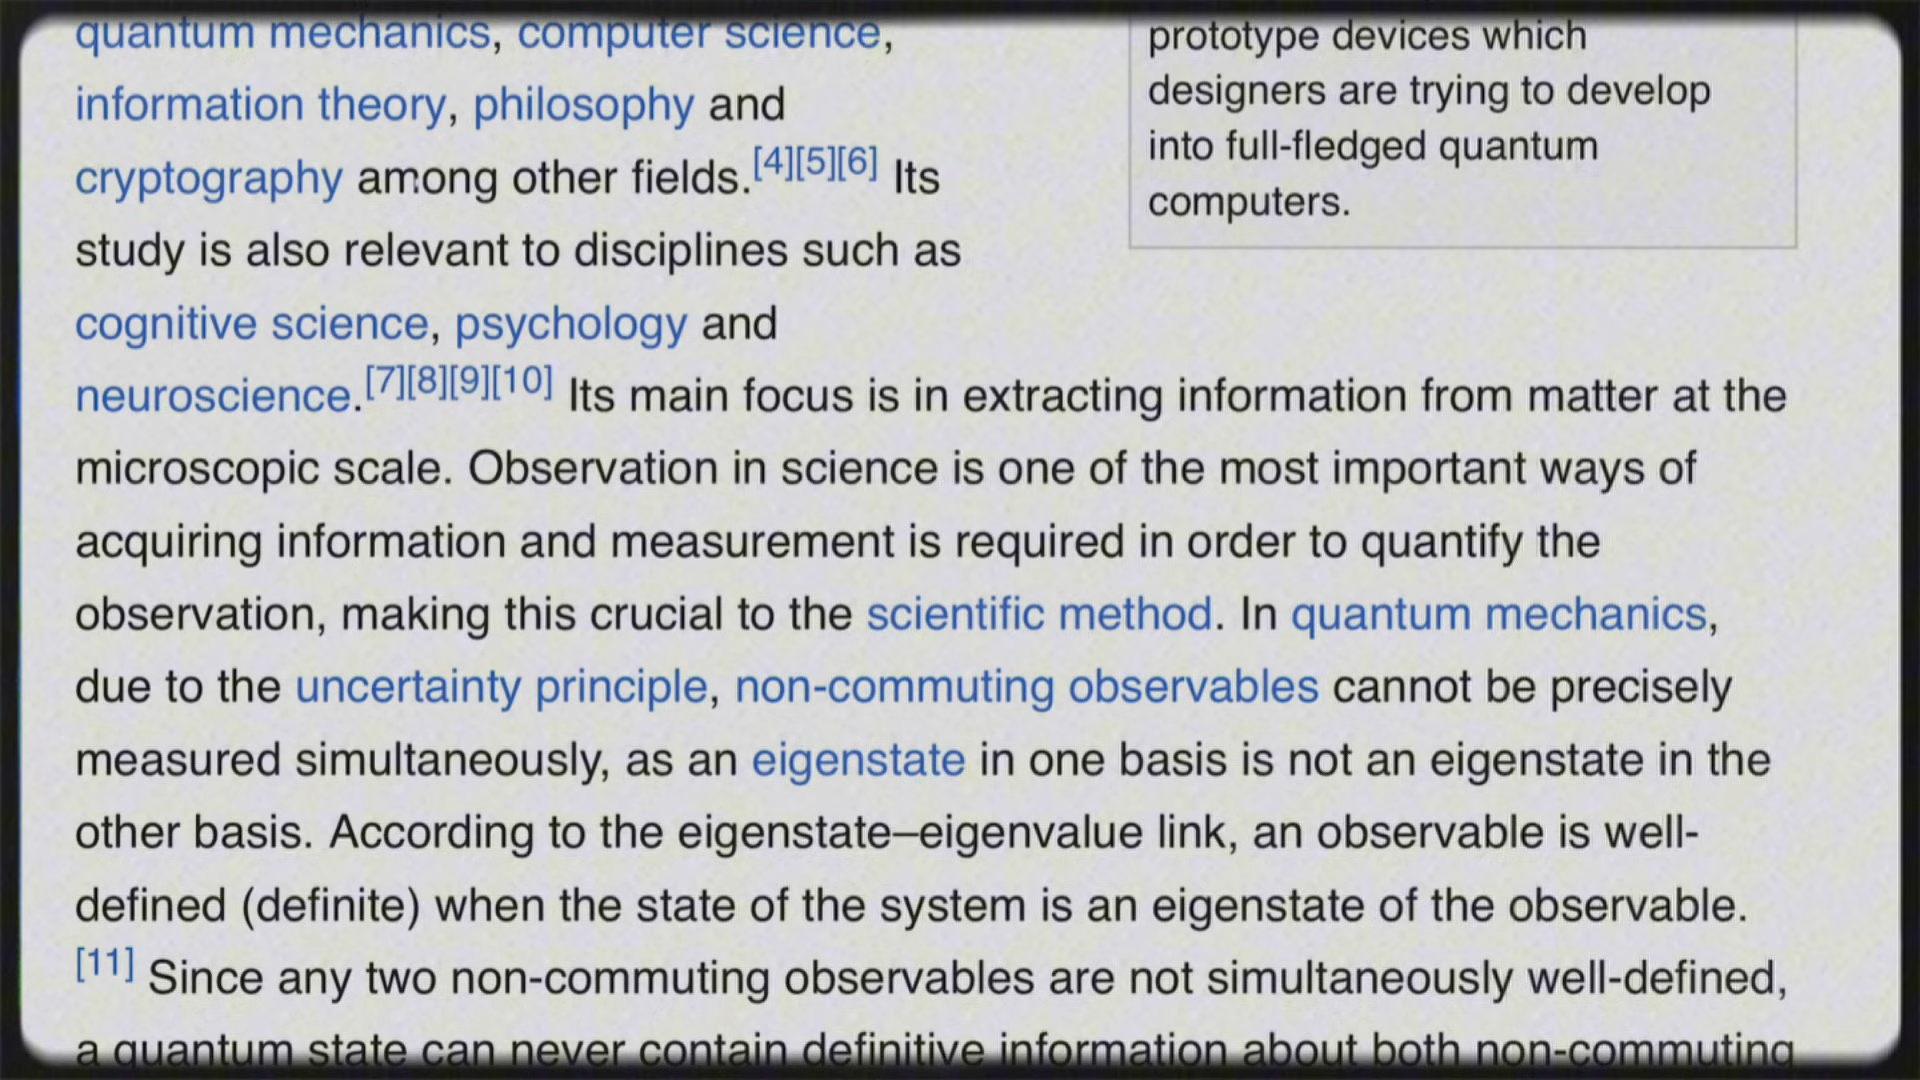 quantum mechanics, computer science,
information theory, philosophy and
cryptography among other fields.[4][5][6] Its
study is also relevant to disciplines such as
cognitive science, psychology and
neuroscience.[7][8][9][10] Its main focus is in extracting information from matter at the
microscopic scale. Observation in science is one of the most important ways of
acquiring information and measurement is required in order to quantify the
observation, making this crucial to the scientific method. In quantum mechanics,
due to the uncertainty principle, non-commuting observables cannot be precisely
measured simultaneously, as an eigenstate in one basis is not an eigenstate in the
other basis. According to the eigenstate–eigenvalue link, an observable is well-
defined (definite) when the state of the system is an eigenstate of the observable.
[11] Since any two non-commuting observables are not simultaneously well-defined,
a quantum state can never contain definitive information about both non-commuting
prototype devices which
designers are trying to develop
into full-fledged quantum
computers.